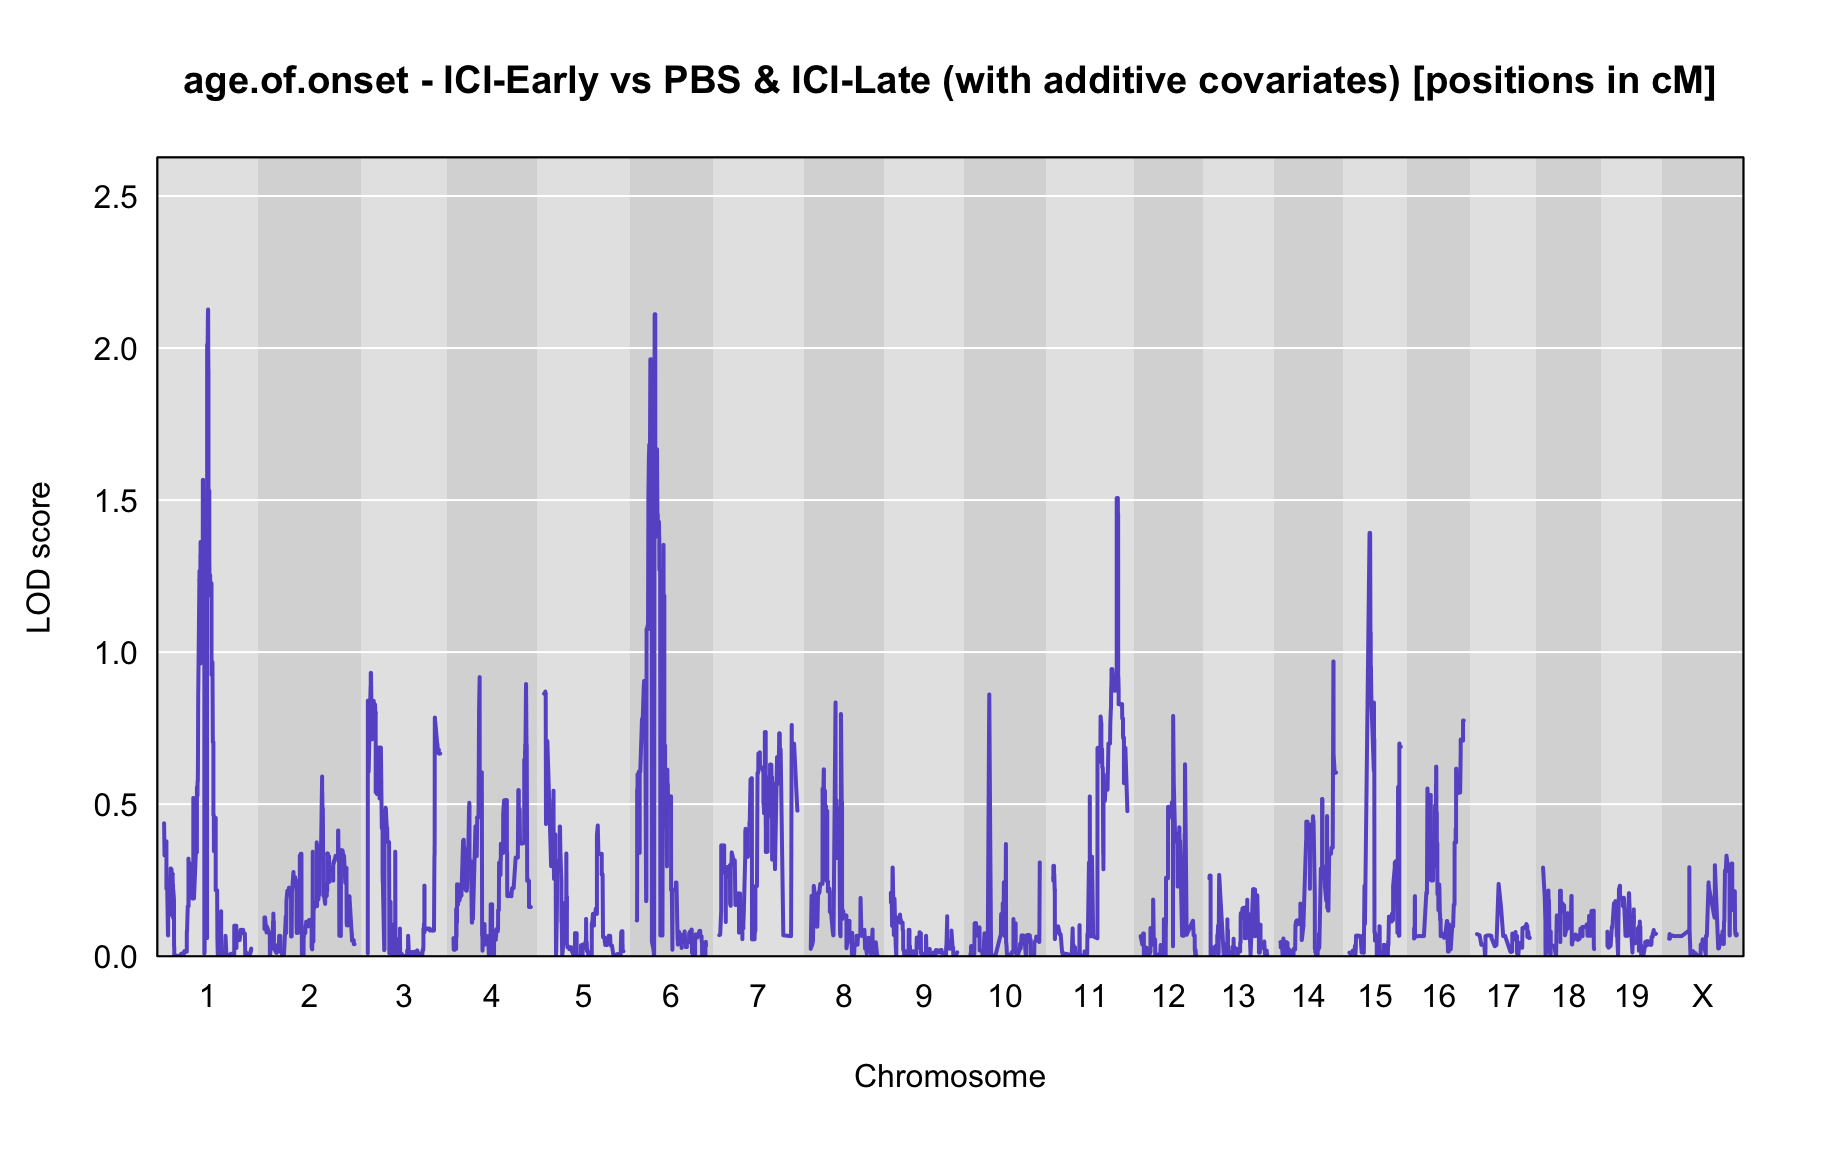 age.of.onset - ICI-Early vs PBS & ICI-Late (with additive covariates) [positions in cM]
2.5
2.0
1.5
1.0
0.5
0.0
LOD score
1 2 3 4 5 6 7 8 9 10 11 12 13 14 15 16 17 18 19 X
Chromosome